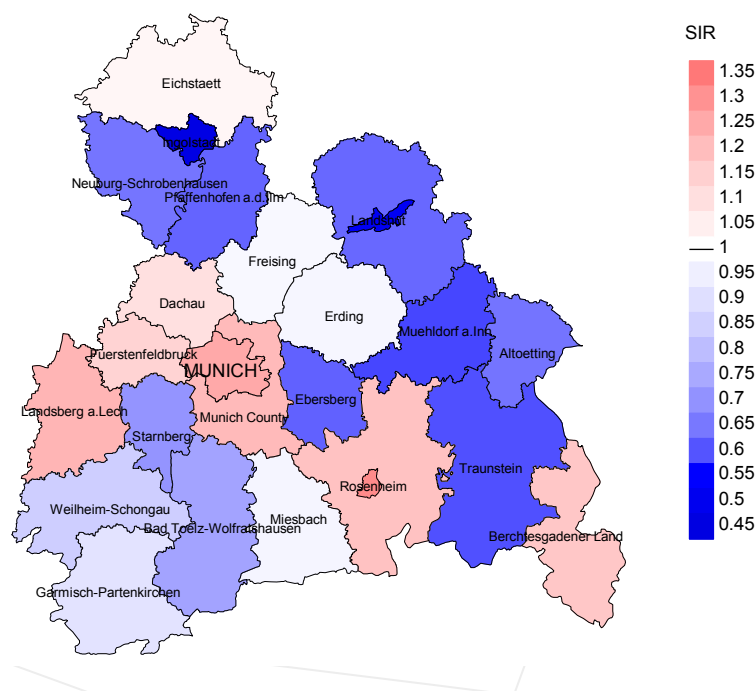 SIR
1.35
1.3
1.25
1.2
1.15
1.1
1.05
1
0.95
0.9
0.85
0.8
0.75
0.7
0.65
0.6
0.55
0.5
0.45
Eichstaett
Ingolstadt
Neuburg-Schrobenhausen
Pfaffenhofen a.d.Ilm
Landshut
Freising
Dachau
Erding
Muehldorf a.Inn
Altoetting
Fuerstenfeldbruck
MUNICH
Ebersberg
Landsberg a.Lech
Munich County
Starnberg
Traunstein
Rosenheim
Weilheim-Schongau
Miesbach
Bad Toelz-Wolfratshausen
Berchtesgadener Land
Garmisch-Partenkirchen